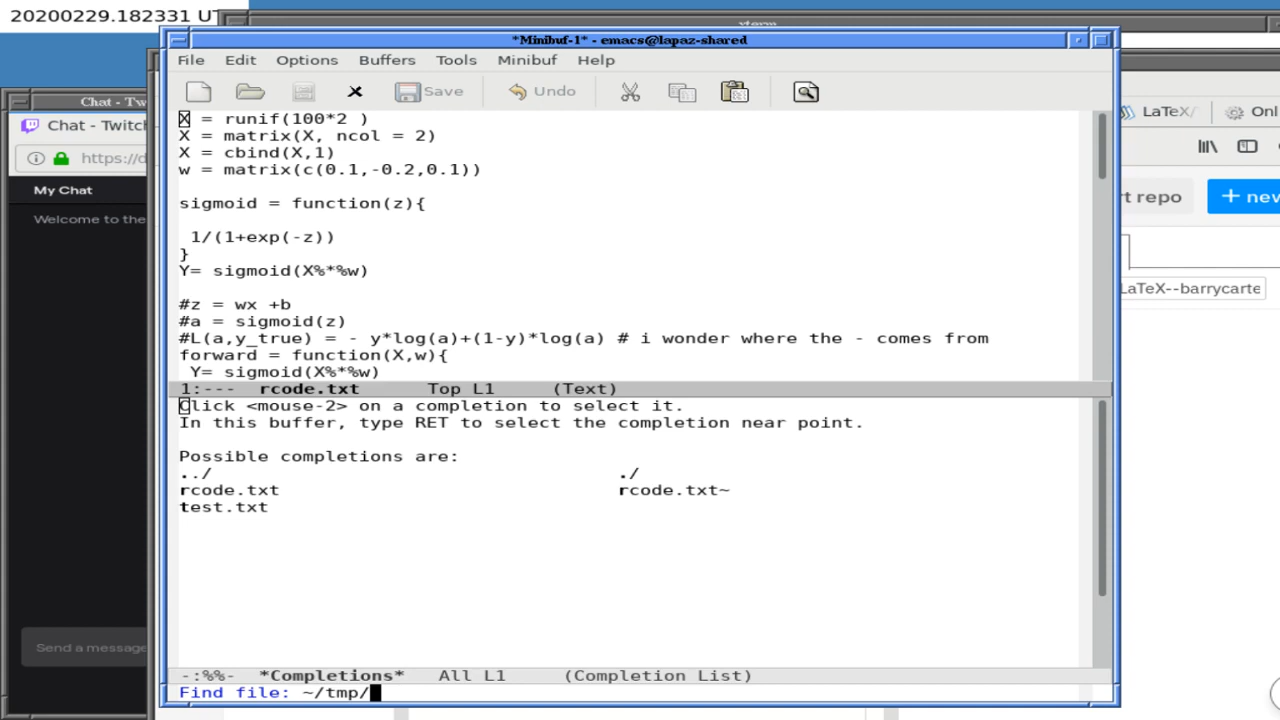 20200229.182331 U
xterm
*Minibuf-1* - emacs@lapaz-shared
File Edit Options Buffers Tools Minibuf Help
Save Undo
X = runif(100*2 )
X = matrix(X, ncol = 2)
X = cbind(X,1)
w = matrix(c(0.1,-0.2,0.1))
sigmoid = function(z){
1/(1+exp(-z))
}
Y= sigmoid(X%*%w)
#z = wx +b
#a = sigmoid(z)
#L(a,y_true) = - y*log(a)+(1-y)*log(a) # i wonder where the - comes from
forward = function(X,w){
Y= sigmoid(X%*%w)
1:--- rcode.txt Top L1 (Text)
Click <mouse-2> on a completion to select it.
In this buffer, type RET to select the completion near point.
Possible completions are:
../ ./
rcode.txt rcode.txt~
test.txt
-:%%- *Completions* All L1 (Completion List)
Find file: ~/tmp/
Chat - Tw
Chat - Twitch
https://d
My Chat
Welcome to the
Send a message
LaTeX/ Onl
rt repo + new
LaTeX--barrycarte